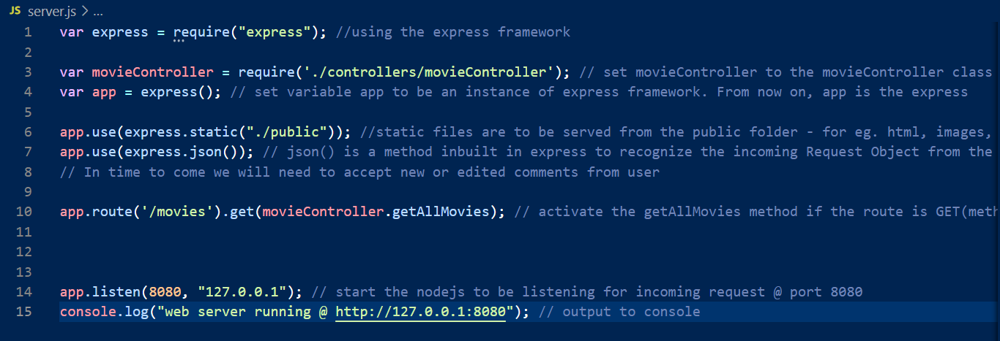 JS server.js > ...
1 var express = require("express"); //using the express framework
2
3 var movieController = require('./controllers/movieController'); // set movieController to the movieController class
4 var app = express(); // set variable app to be an instance of express framework. From now on, app is the express
5
6 app.use(express.static("./public")); //static files are to be served from the public folder - for eg. html, images,
7 app.use(express.json()); // json() is a method inbuilt in express to recognize the incoming Request Object from the
8 // In time to come we will need to accept new or edited comments from user
9
10 app.route('/movies').get(movieController.getAllMovies); // activate the getAllMovies method if the route is GET(meth
11
12
13
14 app.listen(8080, "127.0.0.1"); // start the nodejs to be listening for incoming request @ port 8080
15 console.log("web server running @ http://127.0.0.1:8080"); // output to console